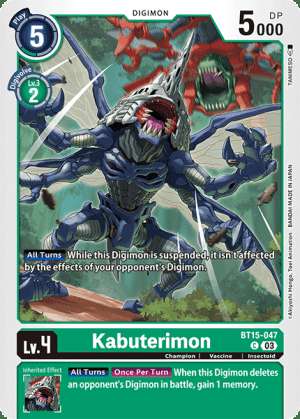 DIGIMON
Play
5
DP
5000
Digivolve
Lv.3
2
TANIMESO
All Turns While this Digimon is suspended, it isn't affected
by the effects of your opponent's Digimon.
©Akiyoshi Hongo, Toei Animation BANDAI MADE IN JAPAN
BT15-047
Lv.4
Kabuterimon
C 03
Champion Vaccine Insectoid
Inherited Effect
All Turns Once Per Turn When this Digimon deletes
an opponent's Digimon in battle, gain 1 memory.